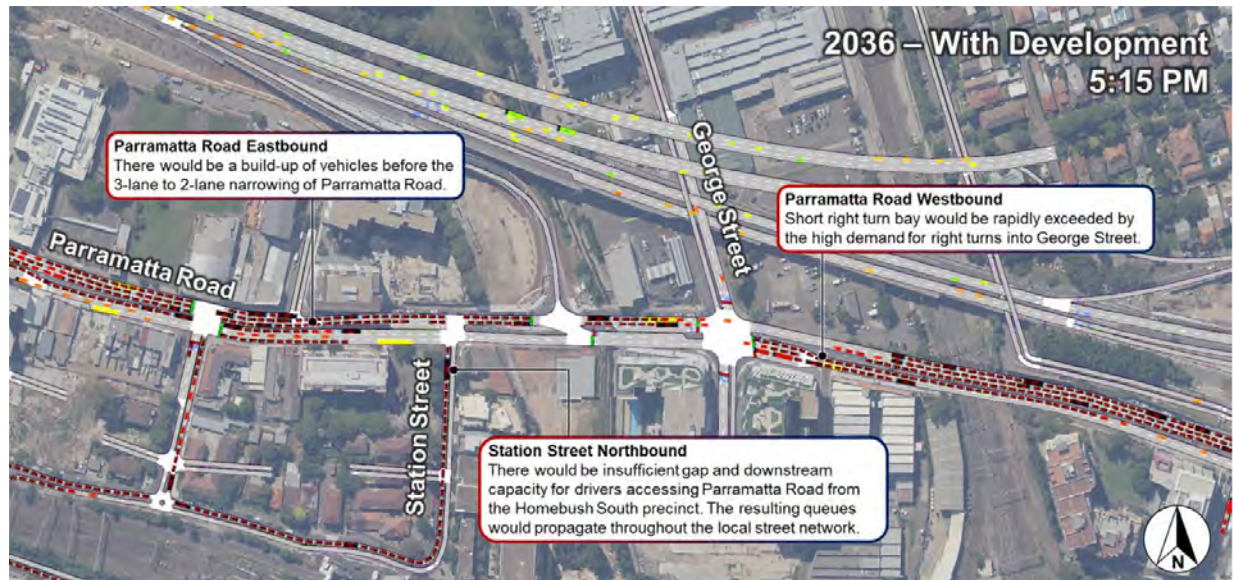 2036 – With Development
5:15 PM
Parramatta Road Eastbound
There would be a build-up of vehicles before the
3-lane to 2-lane narrowing of Parramatta Road.
George Street
Parramatta Road Westbound
Short right turn bay would be rapidly exceeded by
the high demand for right turns into George Street.
Parramatta Road
Station Street
Station Street Northbound
There would be insufficient gap and downstream
capacity for drivers accessing Parramatta Road from
the Homebush South precinct. The resulting queues
would propagate throughout the local street network.
N